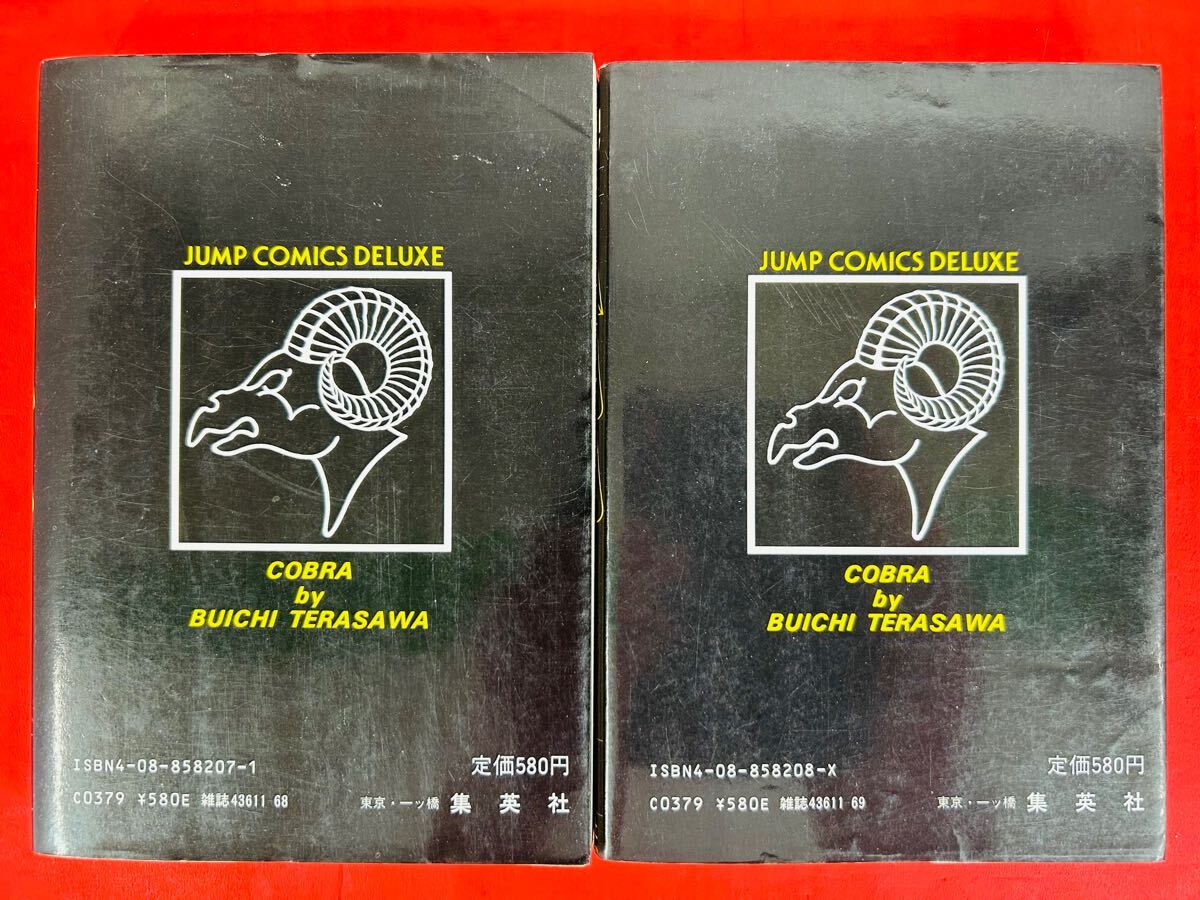 JUMP COMICS DELUXE
COBRA
by
BUICHI TERASAWA
ISBN4-08-858207-1
定価580円
C0379 ¥580E 雑誌43611 68
東京・一ッ橋 集英社
JUMP COMICS DELUXE
COBRA
by
BUICHI TERASAWA
ISBN4-08-858208-X
定価580円
C0379 ¥580E 雑誌43611 69
東京・一ッ橋 集英社